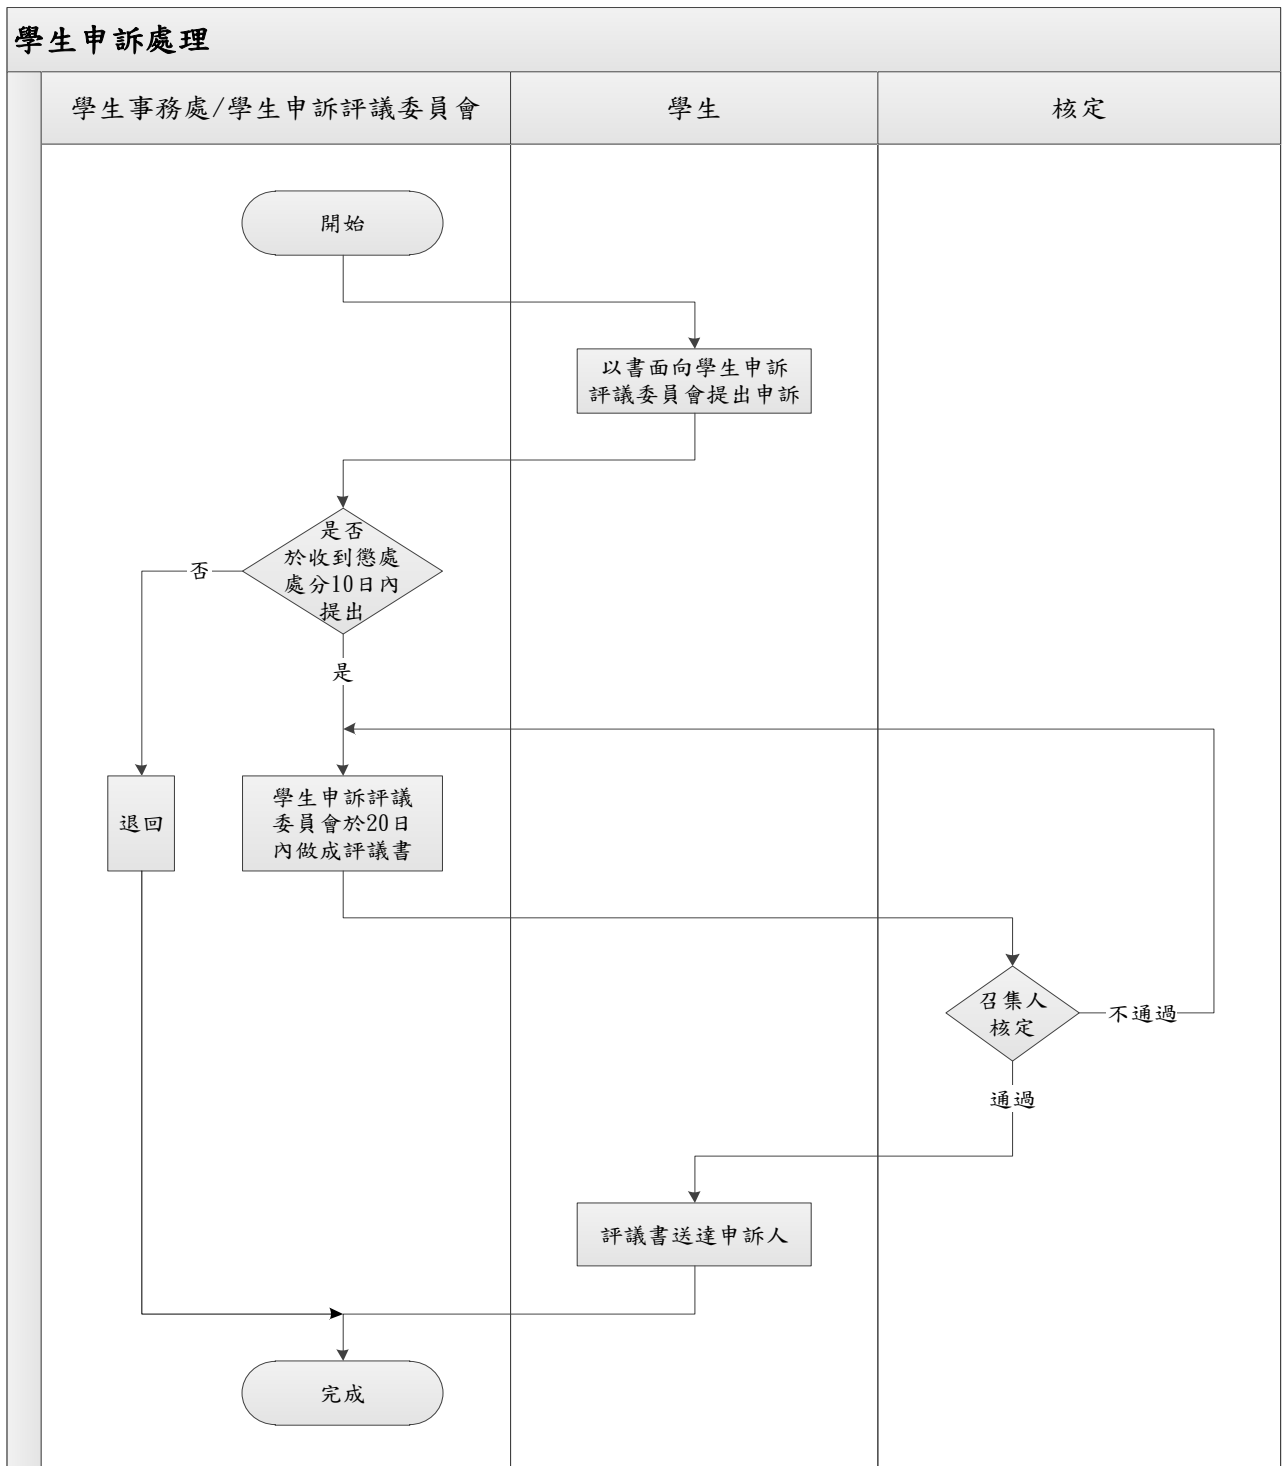 學生申訴處理
學生事務處/學生申訴評議委員會
學生
核定
開始
以書面向學生申訴
評議委員會提出申訴
是否
於收到懲處
處分10日內
提出
否
是
退回
學生申訴評議
委員會於20日
內做成評議書
召集人
核定
不通過
通過
評議書送達申訴人
完成